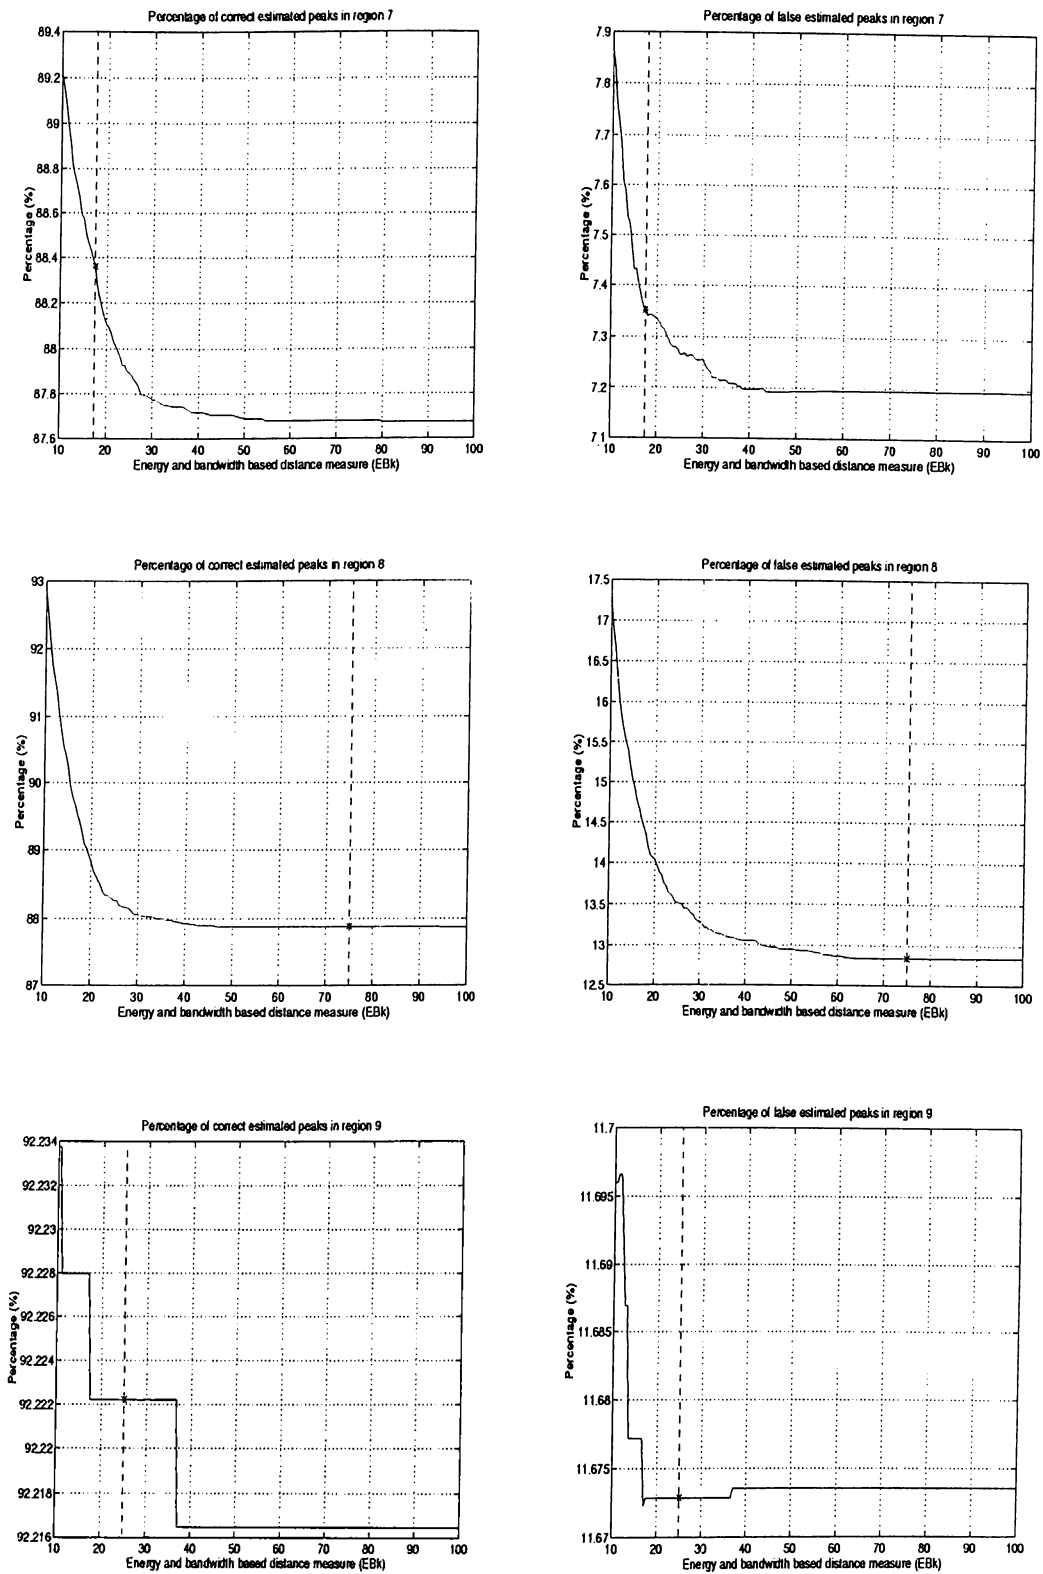 Percentage of correct estimated peaks in region 7
89.4
89.2
89
88.8
88.6
88.4
88.2
88
87.8
87.6
Percentage (%)
10 20 30 40 50 60 70 80 90 100
Energy and bandwidth based distance measure (EBk)
Percentage of false estimated peaks in region 7
7.9
7.8
7.7
7.6
7.5
7.4
7.3
7.2
7.1
Percentage (%)
10 20 30 40 50 60 70 80 90 100
Energy and bandwidth based distance measure (EBk)
Percentage of correct estimated peaks in region 8
93
92
91
90
89
88
87
Percentage (%)
10 20 30 40 50 60 70 80 90 100
Energy and bandwidth based distance measure (EBk)
Percentage of false estimated peaks in region 8
17.5
17
16.5
16
15.5
15
14.5
14
13.5
13
12.5
Percentage (%)
10 20 30 40 50 60 70 80 90 100
Energy and bandwidth based distance measure (EBk)
Percentage of correct estimated peaks in region 9
92.234
92.232
92.23
92.228
92.226
92.224
92.222
92.22
92.218
92.216
Percentage (%)
10 20 30 40 50 60 70 80 90 100
Energy and bandwidth based distance measure (EBk)
Percentage of false estimated peaks in region 9
11.7
11.695
11.69
11.685
11.68
11.675
11.67
Percentage (%)
10 20 30 40 50 60 70 80 90 100
Energy and bandwidth based distance measure (EBk)